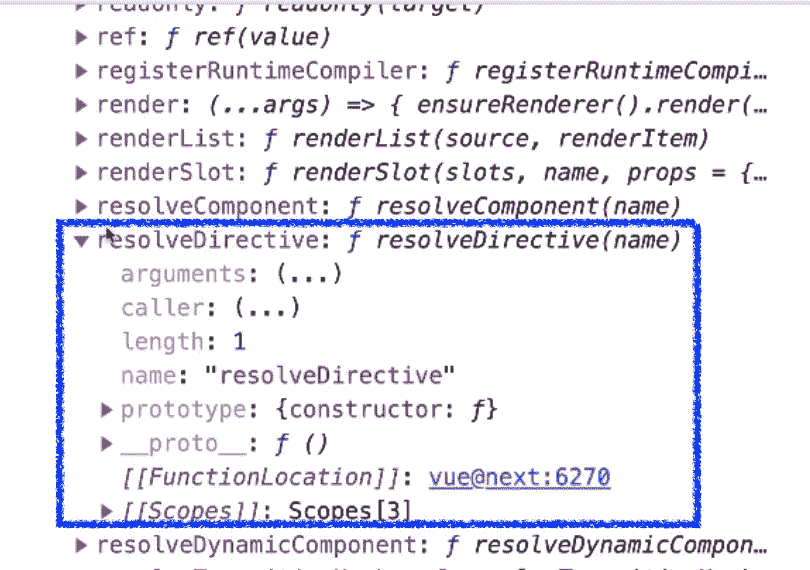 readonly: ƒ readonly(target)
ref: ƒ ref(value)
registerRuntimeCompiler: ƒ registerRuntimeCompi…
render: (...args) => { ensureRenderer().render(…
renderList: ƒ renderList(source, renderItem)
renderSlot: ƒ renderSlot(slots, name, props = {…
resolveComponent: ƒ resolveComponent(name)
resolveDirective: ƒ resolveDirective(name)
arguments: (...)
caller: (...)
length: 1
name: "resolveDirective"
prototype: {constructor: ƒ}
__proto__: ƒ ()
[[FunctionLocation]]: vue@next:6270
[[Scopes]]: Scopes[3]
resolveDynamicComponent: ƒ resolveDynamicCompon…